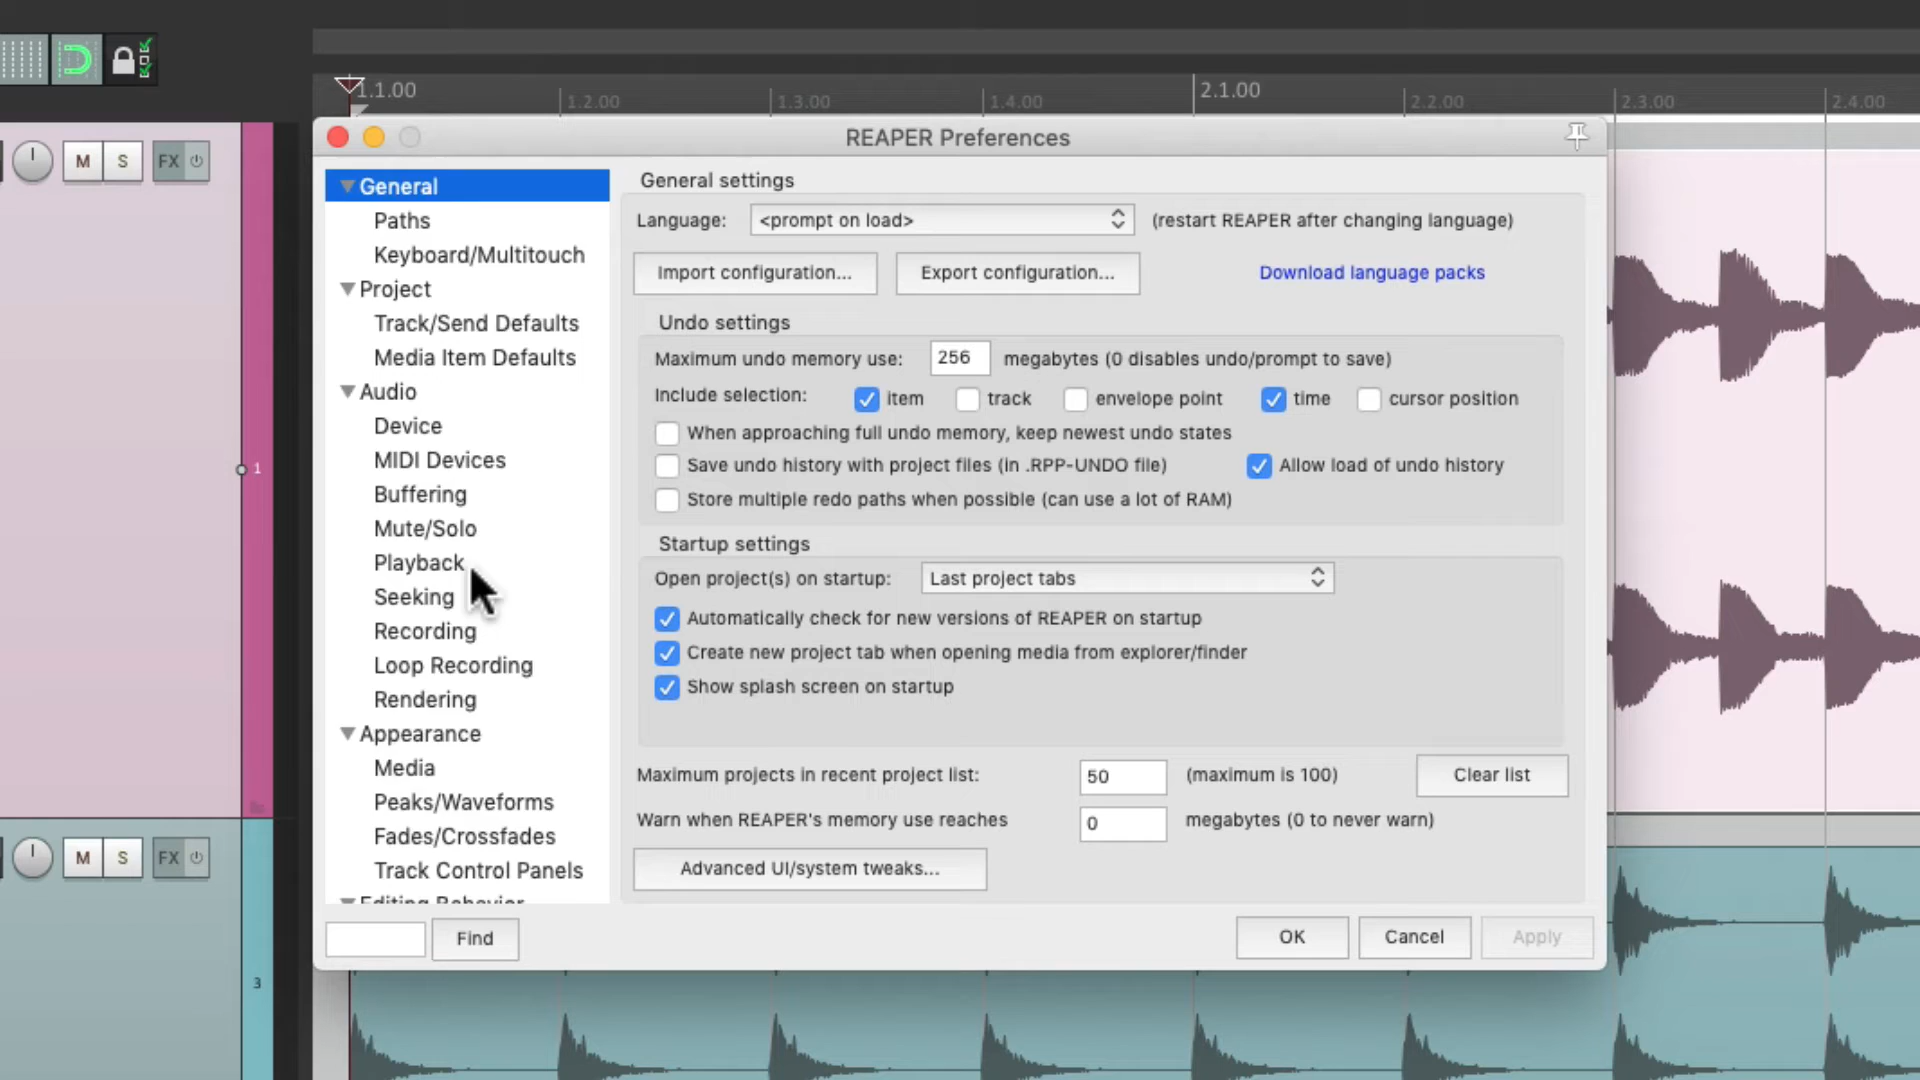 1.1.00
1.2.00
1.3.00
1.4.00
2.1.00
2.2.00
2.3.00
2.4.00
REAPER Preferences
M S FX
1
M S FX
3
General
Paths
Keyboard/Multitouch
Project
Track/Send Defaults
Media Item Defaults
Audio
Device
MIDI Devices
Buffering
Mute/Solo
Playback
Seeking
Recording
Loop Recording
Rendering
Appearance
Media
Peaks/Waveforms
Fades/Crossfades
Track Control Panels
Editing Behavior
Find
General settings
Language: <prompt on load> (restart REAPER after changing language)
Import configuration... Export configuration... Download language packs
Undo settings
Maximum undo memory use: 256 megabytes (0 disables undo/prompt to save)
Include selection: item track envelope point time cursor position
When approaching full undo memory, keep newest undo states
Save undo history with project files (in .RPP-UNDO file) Allow load of undo history
Store multiple redo paths when possible (can use a lot of RAM)
Startup settings
Open project(s) on startup: Last project tabs
Automatically check for new versions of REAPER on startup
Create new project tab when opening media from explorer/finder
Show splash screen on startup
Maximum projects in recent project list: 50 (maximum is 100) Clear list
Warn when REAPER's memory use reaches 0 megabytes (0 to never warn)
Advanced UI/system tweaks...
OK Cancel Apply